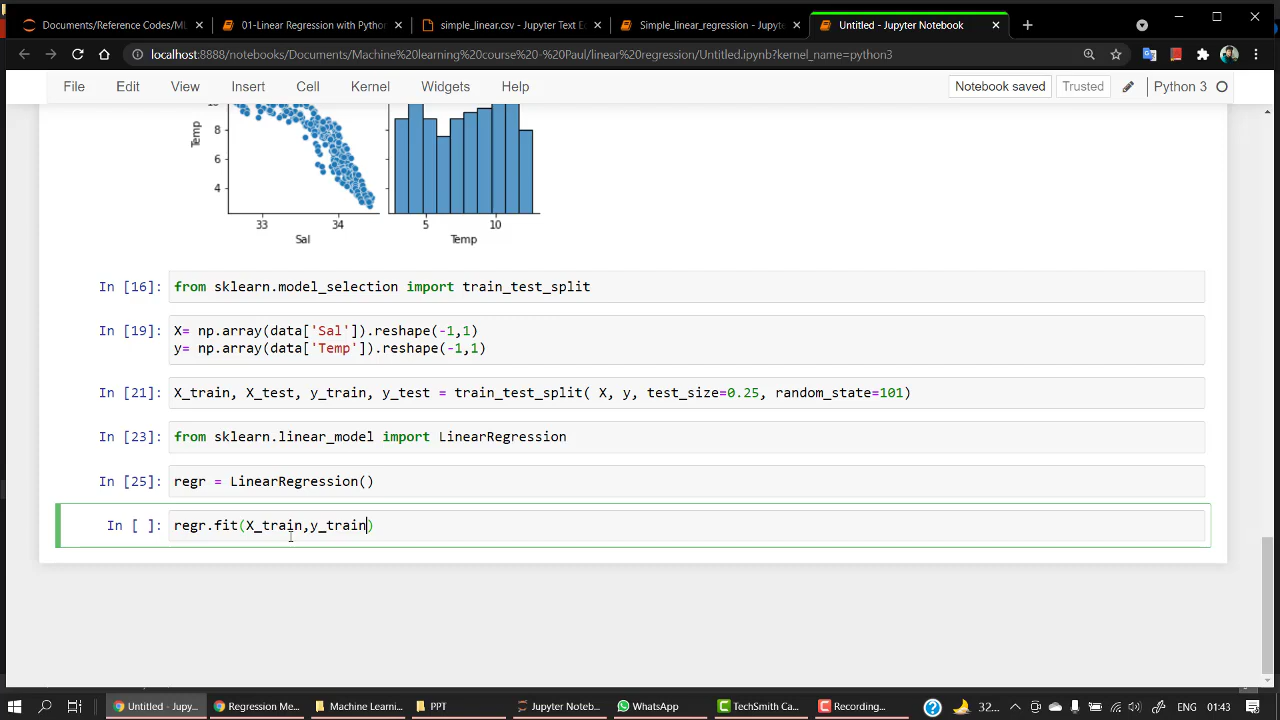 Documents/Reference Codes/ML
01-Linear Regression with Python
simple_linear.csv - Jupyter Text Ed
Simple_linear_regression - Jupyte
Untitled - Jupyter Notebook
localhost:8888/notebooks/Documents/Machine%20learning%20course%20-%20Paul/linear%20regression/Untitled.ipynb?kernel_name=python3
File Edit View Insert Cell Kernel Widgets Help Notebook saved Trusted Python 3
Temp
8
6
4
33 34 5 10
Sal Temp
In [16]: from sklearn.model_selection import train_test_split
In [19]: X= np.array(data['Sal']).reshape(-1,1)
y= np.array(data['Temp']).reshape(-1,1)
In [21]: X_train, X_test, y_train, y_test = train_test_split( X, y, test_size=0.25, random_state=101)
In [23]: from sklearn.linear_model import LinearRegression
In [25]: regr = LinearRegression()
In [ ]: regr.fit(X_train,y_train)
Untitled - Jupy... Regression Me... Machine Learni... PPT Jupyter Noteb... WhatsApp TechSmith Ca... Recording... 32... ENG 01:43